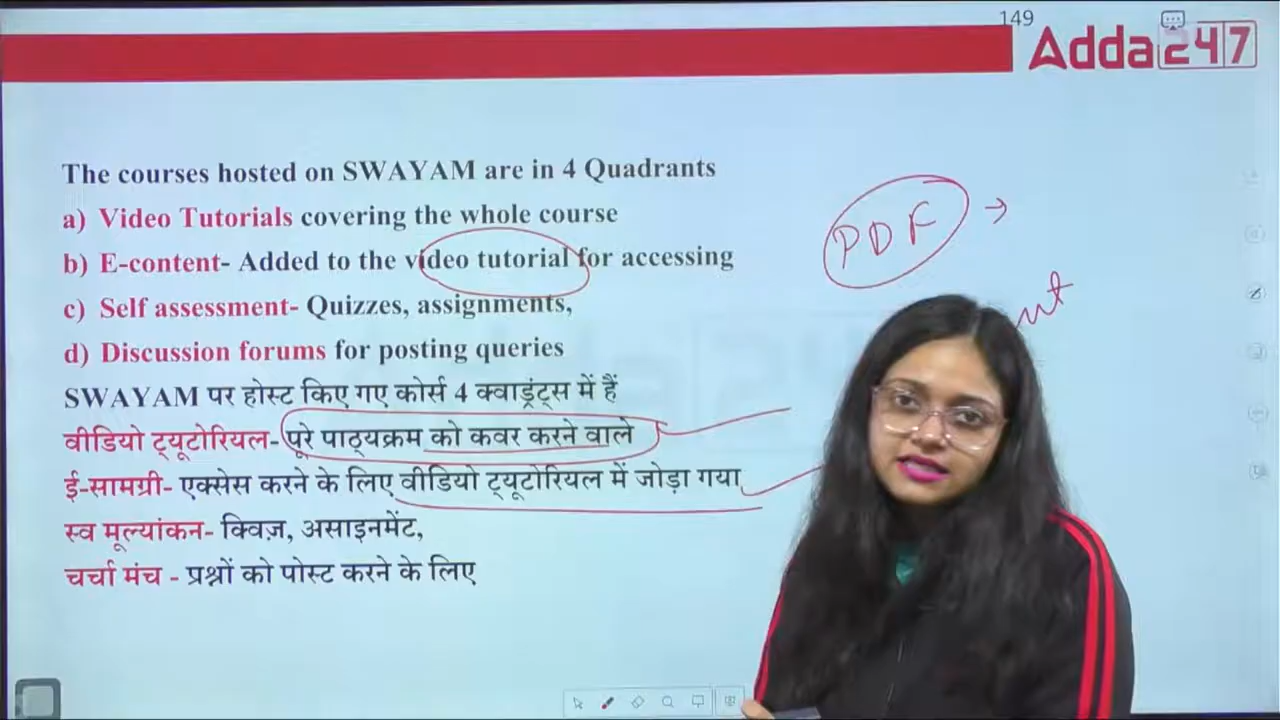 149
Adda247
The courses hosted on SWAYAM are in 4 Quadrants
a) Video Tutorials covering the whole course
b) E-content- Added to the video tutorial for accessing
c) Self assessment- Quizzes, assignments,
d) Discussion forums for posting queries
SWAYAM पर होस्ट किए गए कोर्स 4 क्वाड्रंट्स में हैं
वीडियो ट्यूटोरियल- पूरे पाठ्यक्रम को कवर करने वाले
ई-सामग्री- एक्सेस करने के लिए वीडियो ट्यूटोरियल में जोड़ा गया
स्व मूल्यांकन- क्विज़, असाइनमेंट,
चर्चा मंच - प्रश्नों को पोस्ट करने के लिए
PDF →